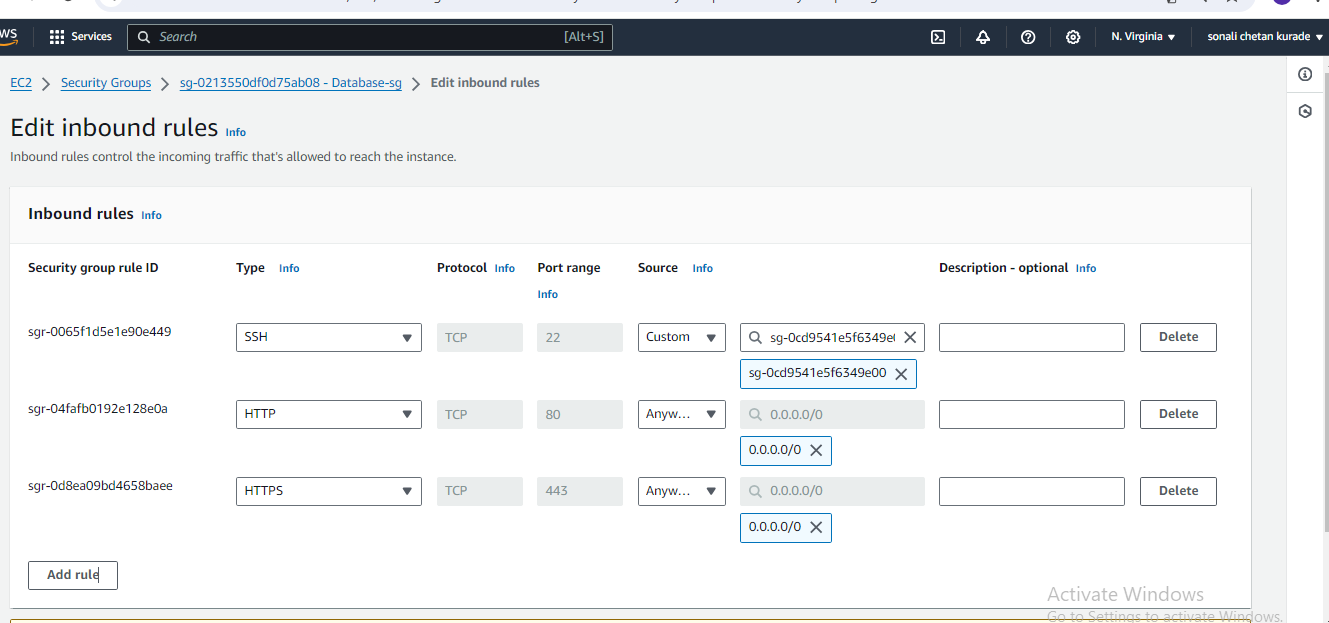 Services Search [Alt+S] N. Virginia sonali chetan kurade
EC2 Security Groups sg-0213550df0d75ab08 - Database-sg Edit inbound rules
Edit inbound rules Info
Inbound rules control the incoming traffic that's allowed to reach the instance.
Inbound rules Info
Security group rule ID Type Info Protocol Info Port range Source Info Description - optional Info
Info
sgr-0065f1d5e1e90e449 SSH TCP 22 Custom sg-0cd9541e5f6349e Delete
sg-0cd9541e5f6349e00
sgr-04fafb0192e128e0a HTTP TCP 80 Anyw... 0.0.0.0/0 Delete
0.0.0.0/0
sgr-0d8ea09bd4658baee HTTPS TCP 443 Anyw... 0.0.0.0/0 Delete
0.0.0.0/0
Add rule
Activate Windows
Go to Settings to activate Windows.